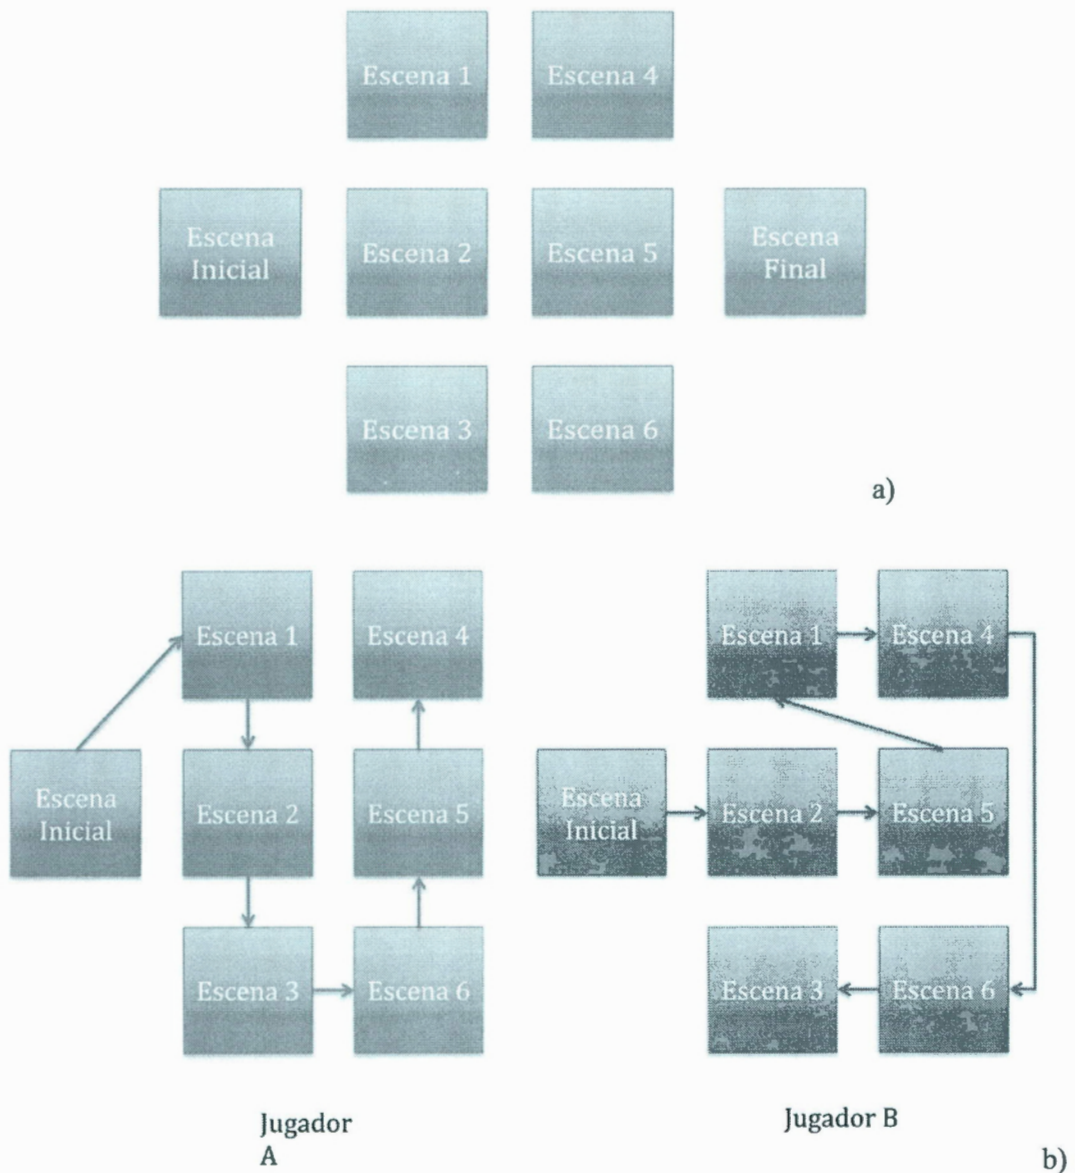 Escena 1
Escena 4
Escena
Inicial
Escena 2
Escena 5
Escena
Final
Escena 3
Escena 6
a)
Escena 1
Escena 4
Escena
Inicial
Escena 2
Escena 5
Escena 3
Escena 6
Jugador
A
Escena 1
Escena 4
Escena
Inicial
Escena 2
Escena 5
Escena 3
Escena 6
Jugador B
b)